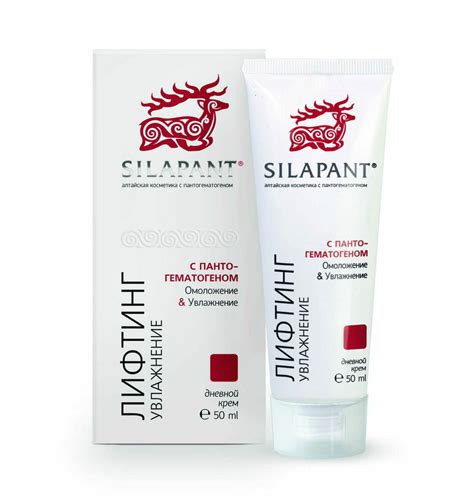 SILAPANT®
алтайская косметика с пантогематогеном
С ПАНТО-
ГЕМАТОГЕНОМ
Омоложение
& Увлажнение
ЛИФТИНГ
УВЛАЖНЕНИЕ
дневной
крем
℮ 50 ml
SILAPANT®
алтайская косметика с пантогематогеном
С ПАНТО-
ГЕМАТОГЕНОМ
Омоложение
& Увлажнение
ЛИФТИНГ
УВЛАЖНЕНИЕ
дневной
крем
℮ 50 ml